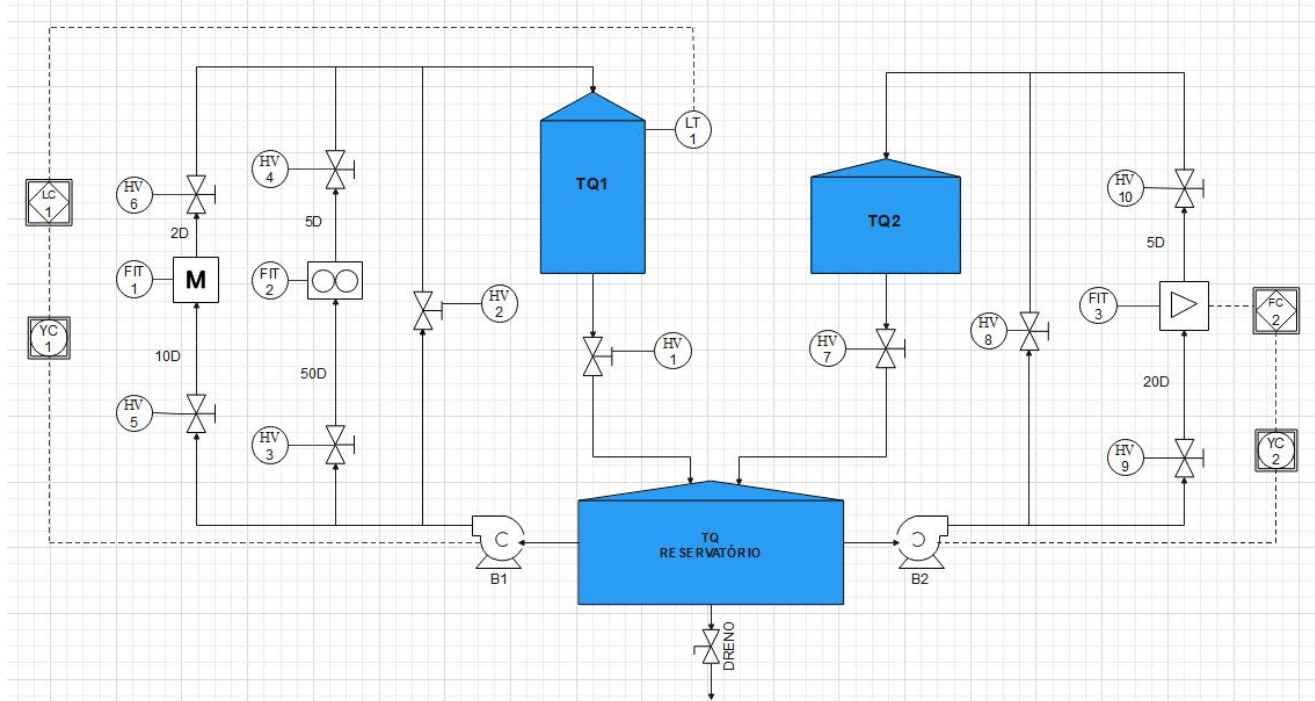 LT
1
HV
4
HV
6
LC
1
TQ1
TQ2
HV
10
2D
5D
5D
FIT
1
M
FIT
2
HV
2
FIT
3
FC
2
YC
1
HV
1
HV
7
HV
8
10D
50D
20D
HV
5
HV
3
HV
9
YC
2
TQ
RESERVATÓRIO
C
C
B1
B2
DRENO